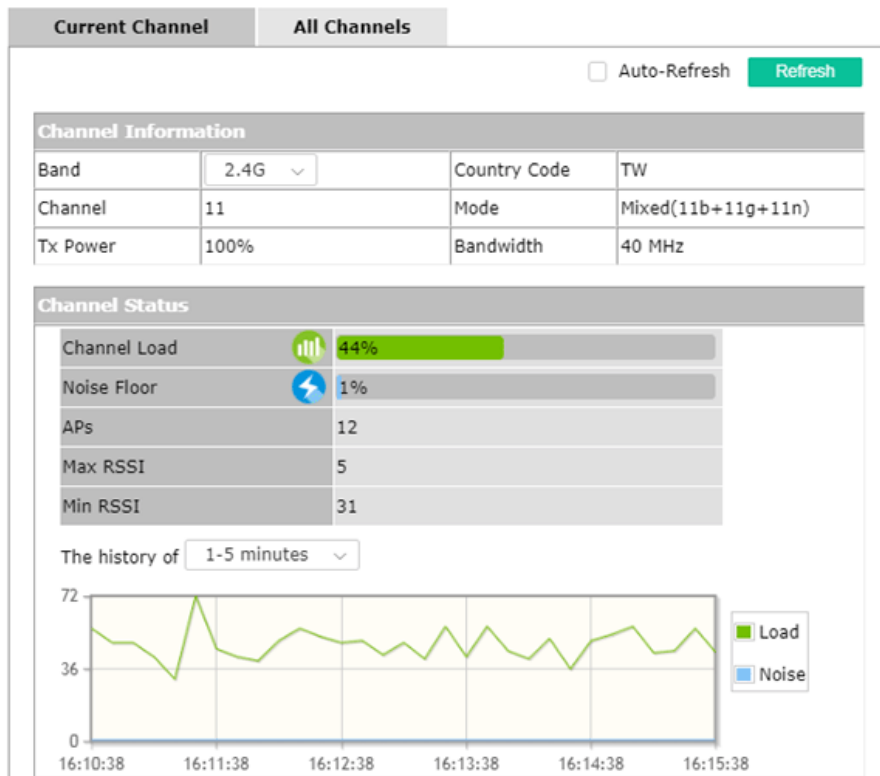 Current Channel All Channels
Auto-Refresh Refresh
Channel Information
Band 2.4G Country Code TW
Channel 11 Mode Mixed(11b+11g+11n)
Tx Power 100% Bandwidth 40 MHz
Channel Status
Channel Load 44%
Noise Floor 1%
APs 12
Max RSSI 5
Min RSSI 31
The history of 1-5 minutes
72
Load
36
Noise
0
16:10:38 16:11:38 16:12:38 16:13:38 16:14:38 16:15:38